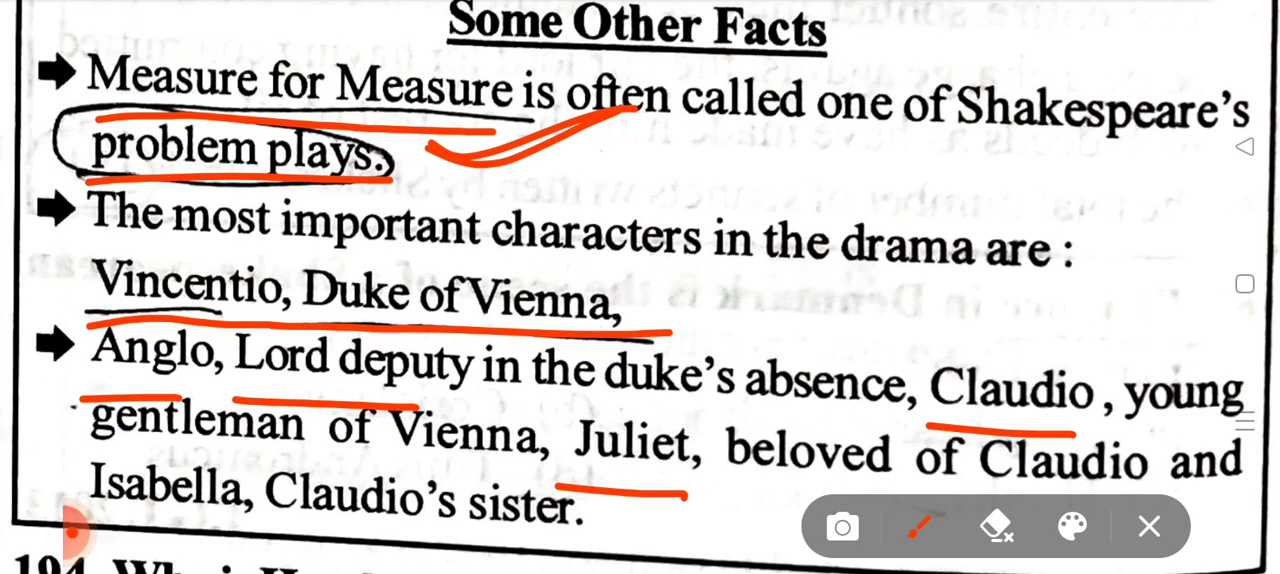 Some Other Facts
➡ Measure for Measure is often called one of Shakespeare's
problem plays.
➡ The most important characters in the drama are :
Vincentio, Duke of Vienna,
➡ Anglo, Lord deputy in the duke's absence, Claudio, young
gentleman of Vienna, Juliet, beloved of Claudio and
Isabella, Claudio's sister.